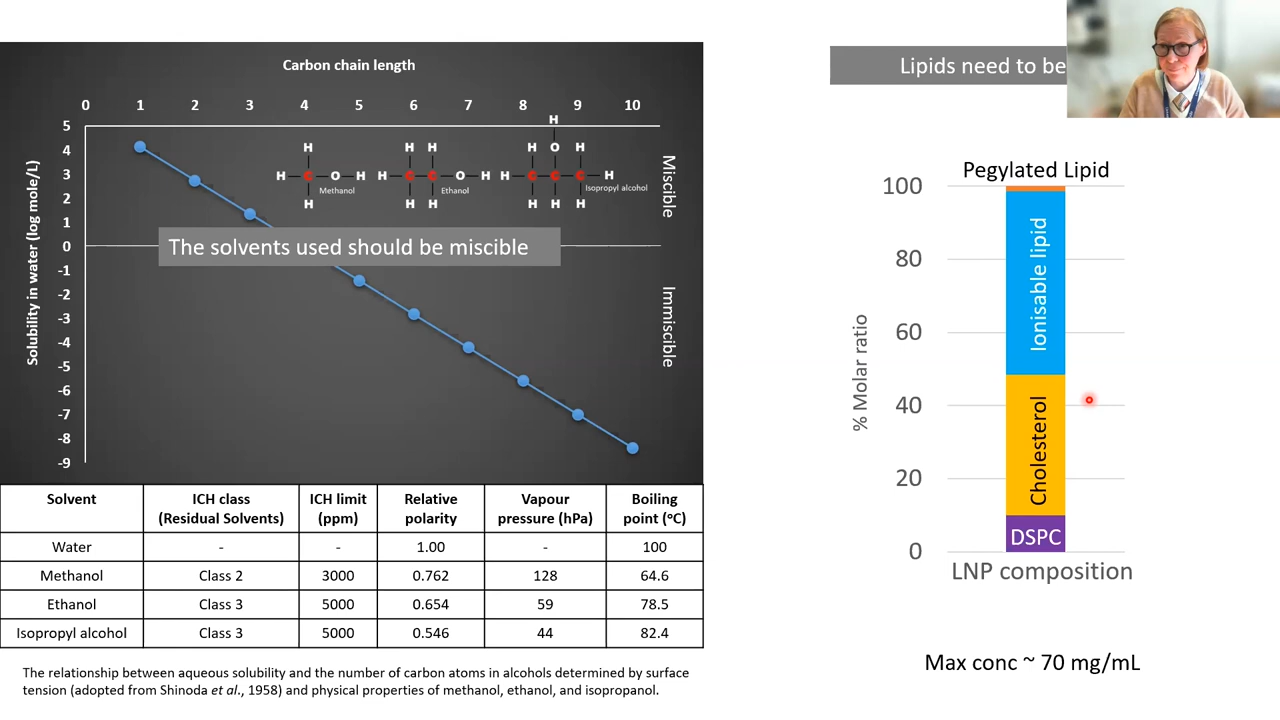 Carbon chain length
0 1 2 3 4 5 6 7 8 9 10
Solubility in water (log mole/L)
5
4
3
2
1
0
-1
-2
-3
-4
-5
-6
-7
-8
-9
H
H H H H O H
H C O H H C C O H H C C C H
Methanol Ethanol Isopropyl alcohol
H H H H H H
Miscible
The solvents used should be miscible
Immiscible
Solvent ICH class (Residual Solvents) ICH limit (ppm) Relative polarity Vapour pressure (hPa) Boiling point (°C)
Water - - 1.00 - 100
Methanol Class 2 3000 0.762 128 64.6
Ethanol Class 3 5000 0.654 59 78.5
Isopropyl alcohol Class 3 5000 0.546 44 82.4
The relationship between aqueous solubility and the number of carbon atoms in alcohols determined by surface
tension (adopted from Shinoda et al., 1958) and physical properties of methanol, ethanol, and isopropanol.
Lipids need to be
Pegylated Lipid
% Molar ratio
100
80
60
40
20
0
Ionisable lipid
Cholesterol
DSPC
LNP composition
Max conc ~ 70 mg/mL